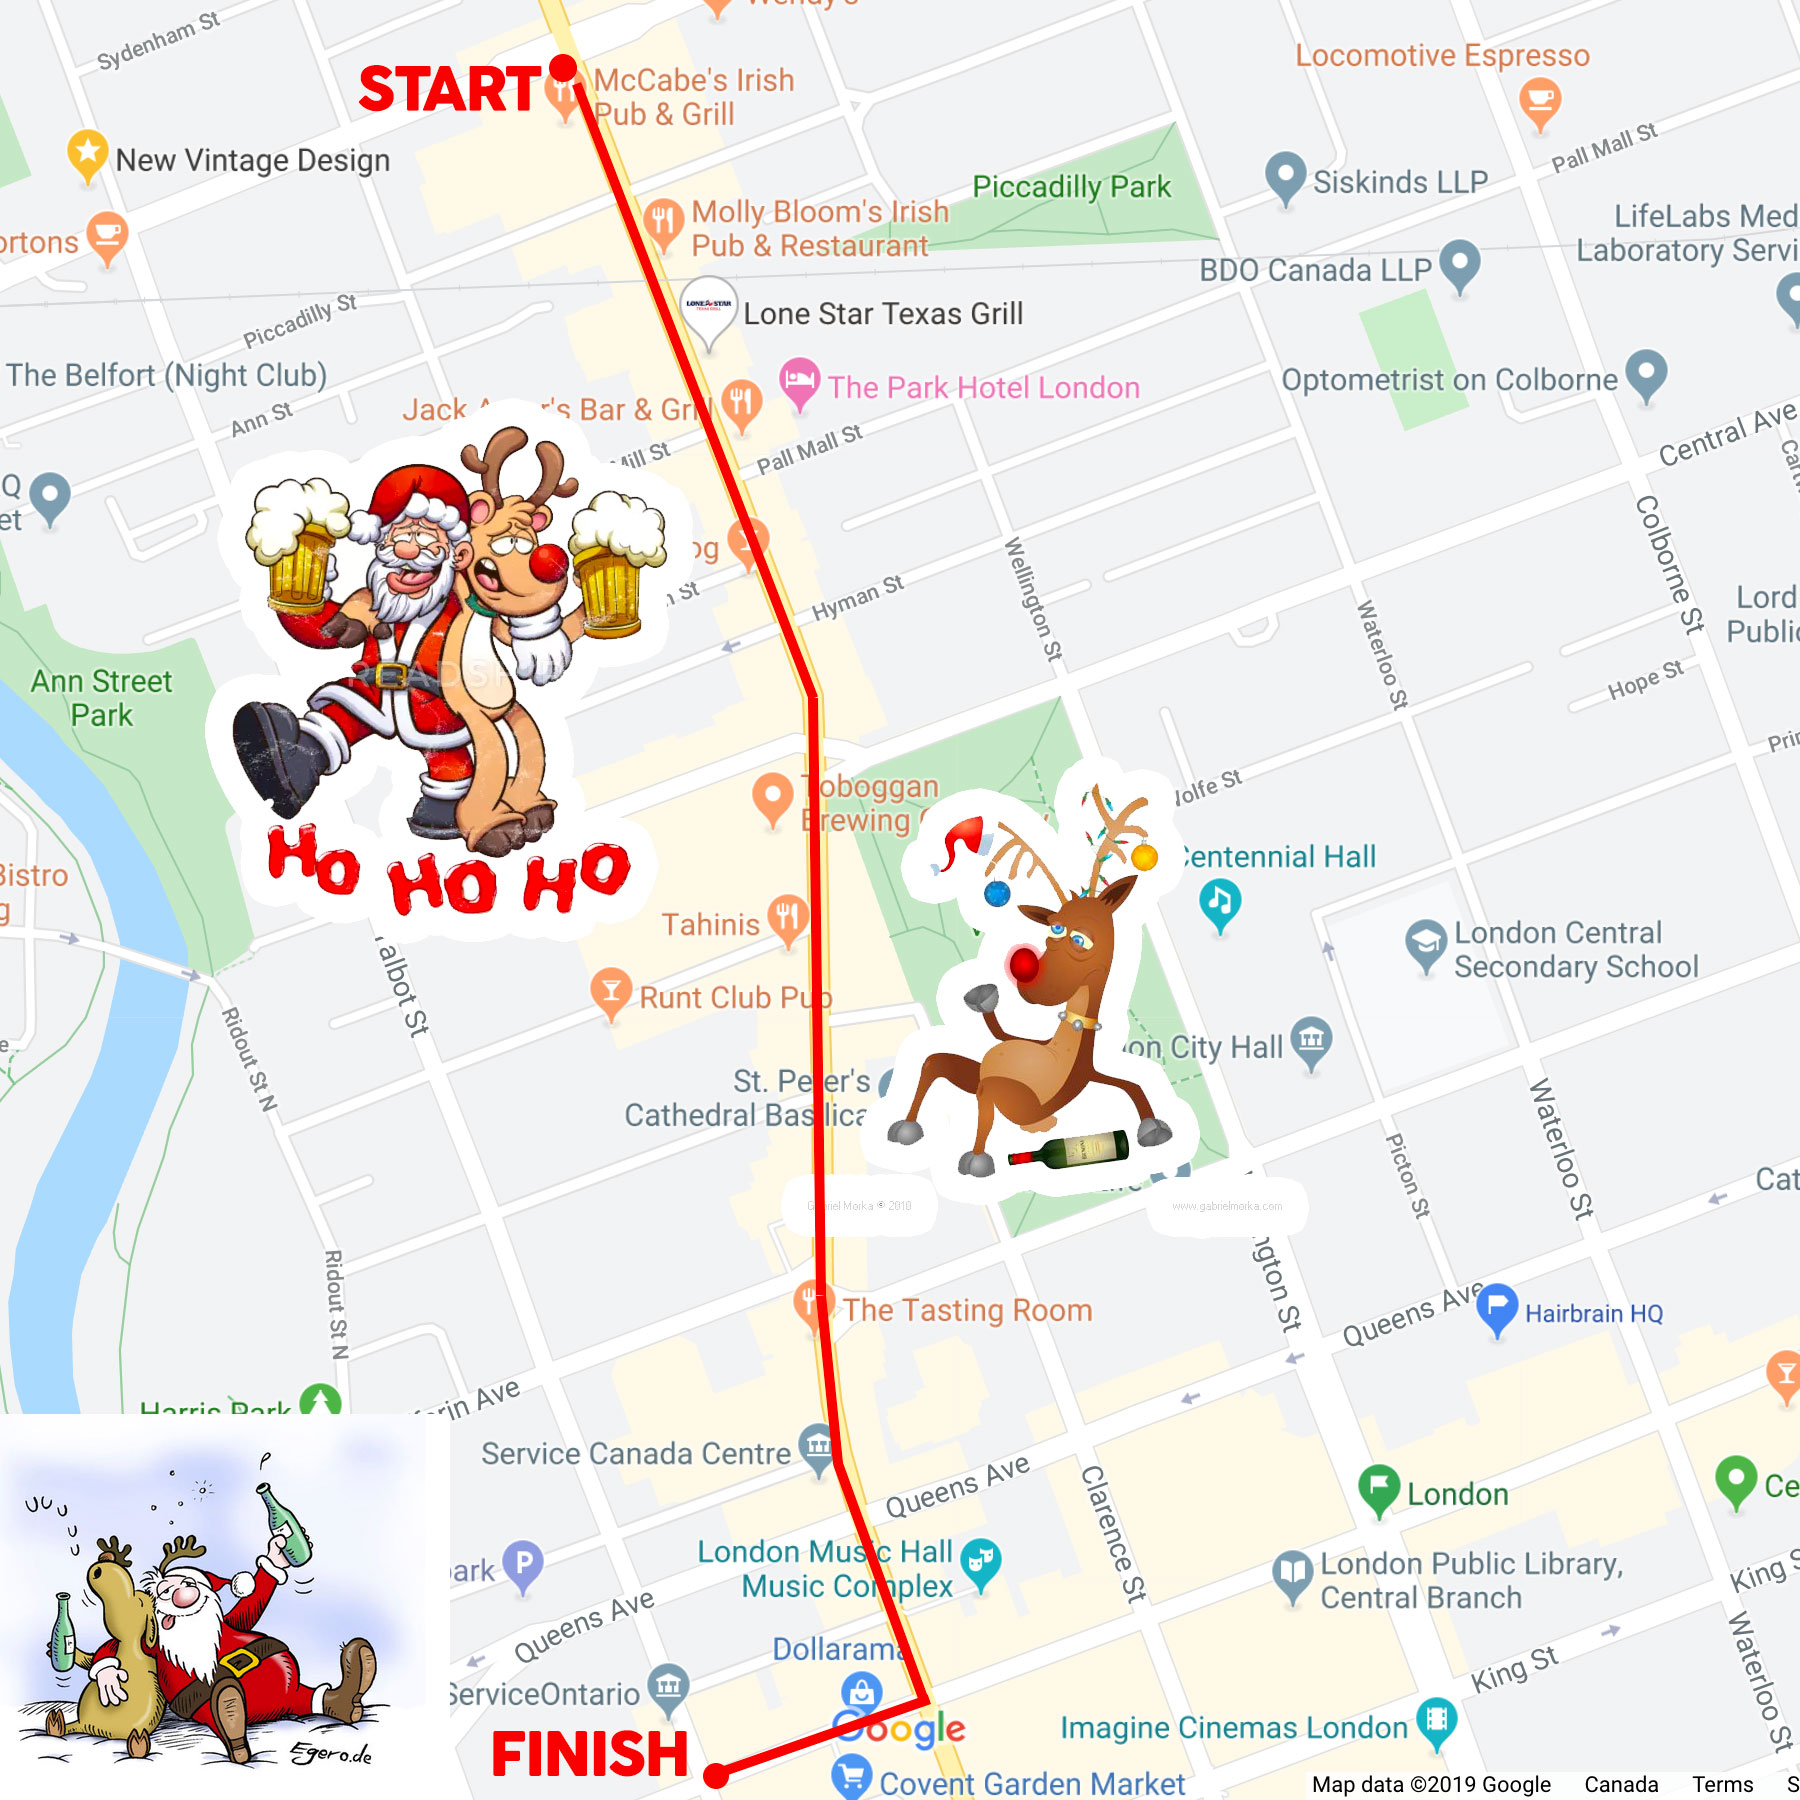 Wendy's
Sydenham St
Locomotive Espresso
START
McCabe's Irish
Pub & Grill
New Vintage Design
Pall Mall St
Piccadilly Park
Siskinds LLP
Molly Bloom's Irish
Pub & Restaurant
LifeLabs Med
Laboratory Servi
ortons
BDO Canada LLP
Piccadilly St
LONE STAR
Lone Star Texas Grill
The Belfort (Night Club)
The Park Hotel London
Optometrist on Colborne
Ann St
Jack A r's Bar & Grill
Central Ave
Pall Mall St
Mill St
Q
et
og
Colborne St
Wellington St
Hyman St
n St
Waterloo St
Lord
Public
Ann Street
Park
Hope St
READS
Prin
Toboggan
Brewing
Wolfe St
HO HO HO
Centennial Hall
Bistro
g
Tahinis
London Central
Secondary School
Talbot St
Runt Club Pub
Ridout St N
on City Hall
St. Peter's
Cathedral Basilica
Waterloo St
Picton St
Cat
Gabriel Morka © 2010
www.gabrielmorka.com
Ridout St N
ngton St
The Tasting Room
Queens Ave
Hairbrain HQ
Harris Park
erin Ave
Service Canada Centre
Queens Ave
Clarence St
London
Ce
London Music Hall
Music Complex
ark
P
London Public Library,
Central Branch
King S
Queens Ave
Dollarama
Waterloo St
King St
ServiceOntario
Google
Imagine Cinemas London
FINISH
Egero.de
Covent Garden Market
Map data ©2019 Google Canada Terms S